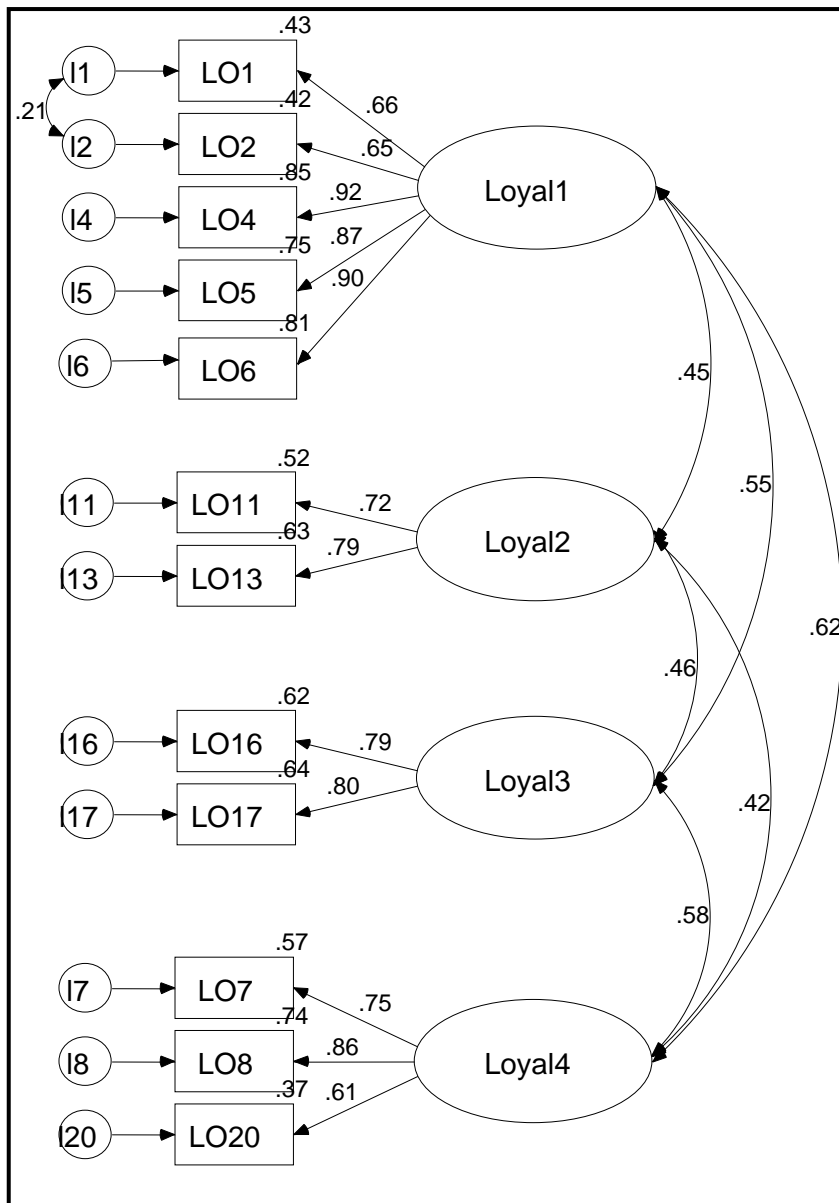 .43
l1
LO1
.66
.21
.42
l2
LO2
.65
Loyal1
.85
l4
LO4
.92
.75
l5
LO5
.87
.81
l6
LO6
.90
.45
.55
.62
.52
l11
LO11
.72
Loyal2
.63
l13
LO13
.79
.46
.42
.62
l16
LO16
.79
Loyal3
.64
l17
LO17
.80
.58
.57
l7
LO7
.75
.74
l8
LO8
.86
Loyal4
.37
l20
LO20
.61